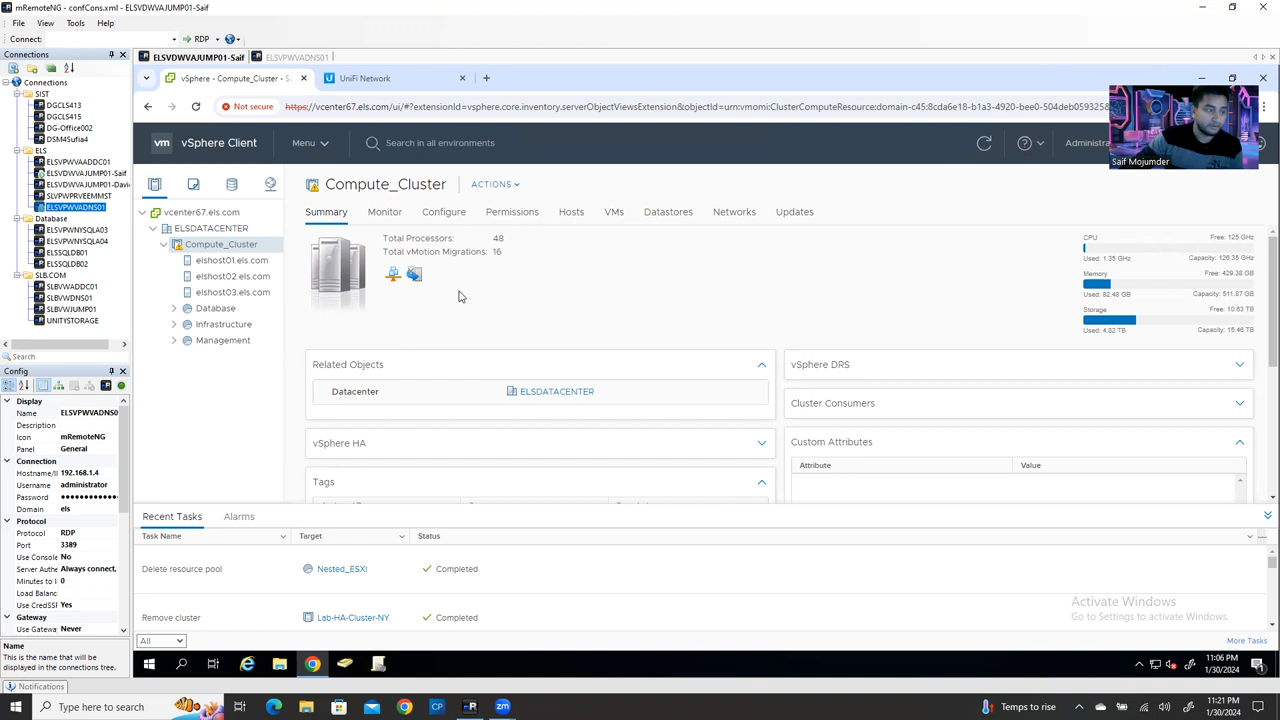 mRemoteNG - confCons.xml - ELSVDWVAJUMP01-Saif
File View Tools Help
Connect: RDP
Connections
ELSVDWVAJUMP01-Saif ELSVPWVADNS01
vSphere - Compute_Cluster - S
UniFi Network
Not secure https://vcenter67.els.com/ui/#?extensionId=vsphere.core.inventory.serverObjectViewsExtension&objectId=urn:vmomi:ClusterComputeResource:domain-c45:8cda6e18-b1a3-4920-bee0-504deb0593258
Connections
SIST
DGCLS413
DGCLS415
DG-Office002
DSM4Sufia4
ELS
ELSVPWVAADDC01
ELSVDWVAJUMP01-Saif
ELSVDWVAJUMP01-Davi
SLVPWPRVEEMMST
ELSVPWVADNS01
Database
ELSVPWNYSQLA03
ELSVPWNYSQLA04
ELSSQLDB01
ELSSQLDB02
SLB.COM
SLBVWADDC01
SLBVWDNS01
SLBVWJUMP01
UNITYSTORAGE
Search
Config
Display
Name ELSVPWVADNS0
Description
Icon mRemoteNG
Panel General
Connection
Hostname/I 192.168.1.4
Username administrator
Password ••••••••••••
Domain els
Protocol
Protocol RDP
Port 3389
Use Console No
Server Authe Always connect,
Minutes to I 0
Load Balanc
Use CredSSP Yes
Gateway
Use Gatewa Never
Name
This is the name that will be
displayed in the connections tree.
Notifications
vm vSphere Client Menu Search in all environments Administra
Saif Mojumder
vcenter67.els.com
ELSDATACENTER
Compute_Cluster
elshost01.els.com
elshost02.els.com
elshost03.els.com
Database
Infrastructure
Management
Compute_Cluster ACTIONS
Summary Monitor Configure Permissions Hosts VMs Datastores Networks Updates
Total Processors: 48
Total vMotion Migrations: 16
CPU Free: 125 GHz
Used: 1.35 GHz Capacity: 126.35 GHz
Memory Free: 429.38 GB
Used: 82.48 GB Capacity: 511.87 GB
Storage Free: 10.63 TB
Used: 4.82 TB Capacity: 15.46 TB
Related Objects
Datacenter ELSDATACENTER
vSphere HA
Tags
vSphere DRS
Cluster Consumers
Custom Attributes
Attribute Value
Recent Tasks Alarms
Task Name Target Status
Delete resource pool Nested_ESXi Completed
Remove cluster Lab-HA-Cluster-NY Completed
All
More Tasks
Activate Windows
Go to Settings to activate Windows.
11:06 PM
1/30/2024
Type here to search
Temps to rise
11:21 PM
1/30/2024